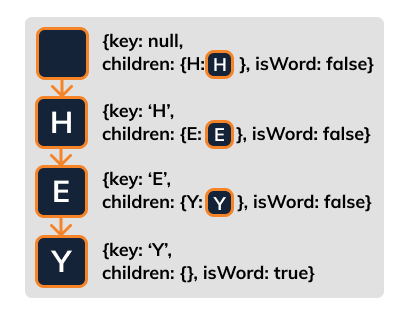 {key: null,
children: {H: H }, isWord: false}
H
{key: ‘H’,
children: {E: E }, isWord: false}
E
{key: ‘E’,
children: {Y: Y }, isWord: false}
Y
{key: ‘Y’,
children: {}, isWord: true}